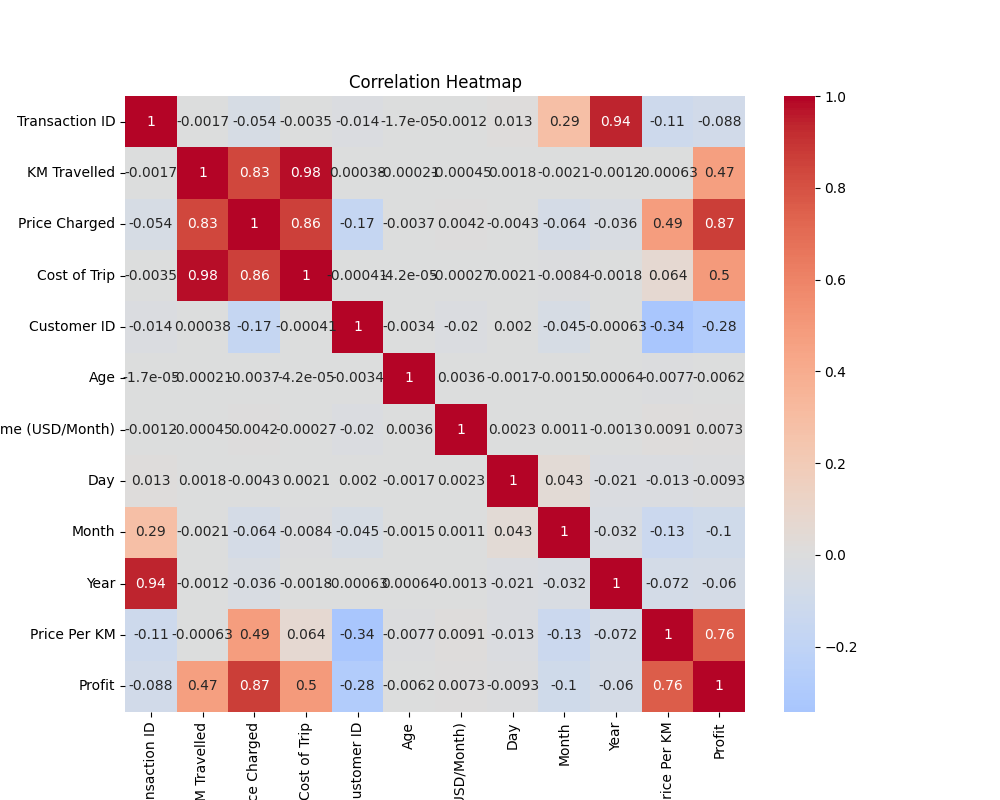 Correlation Heatmap
Transaction ID 1 -0.0017 -0.054 -0.0035 -0.014 -1.7e-05 -0.0012 0.013 0.29 0.94 -0.11 -0.088
KM Travelled -0.0017 1 0.83 0.98 0.00038 -0.00021 0.00045 0.0018 -0.0021 -0.0012 -0.00063 0.47
Price Charged -0.054 0.83 1 0.86 -0.17 -0.0037 0.0042 -0.0043 -0.064 -0.036 0.49 0.87
Cost of Trip -0.0035 0.98 0.86 1 -0.00041 -4.2e-05 0.00027 0.0021 -0.0084 -0.0018 0.064 0.5
Customer ID -0.014 0.00038 -0.17 -0.00041 1 -0.0034 -0.02 0.002 -0.045 -0.00063 -0.34 -0.28
Age -1.7e-05 0.00021 -0.0037 -4.2e-05 -0.0034 1 0.0036 -0.0017 -0.0015 0.00064 -0.0077 -0.0062
me (USD/Month) -0.0012 -0.00045 0.0042 -0.00027 -0.02 0.0036 1 0.0023 0.0011 -0.0013 0.0091 0.0073
Day 0.013 0.0018 -0.0043 0.0021 0.002 -0.0017 0.0023 1 0.043 -0.021 -0.013 -0.0093
Month 0.29 -0.0021 -0.064 -0.0084 -0.045 -0.0015 0.0011 0.043 1 -0.032 -0.13 -0.1
Year 0.94 -0.0012 -0.036 -0.0018 0.00063 0.00064 -0.0013 -0.021 -0.032 1 -0.072 -0.06
Price Per KM -0.11 -0.00063 0.49 0.064 -0.34 -0.0077 0.0091 -0.013 -0.13 -0.072 1 0.76
Profit -0.088 0.47 0.87 0.5 -0.28 -0.0062 0.0073 -0.0093 -0.1 -0.06 0.76 1
nsaction ID
M Travelled
ce Charged
Cost of Trip
ustomer ID
Age
USD/Month)
Day
Month
Year
rice Per KM
Profit
1.0
0.8
0.6
0.4
0.2
0.0
−0.2